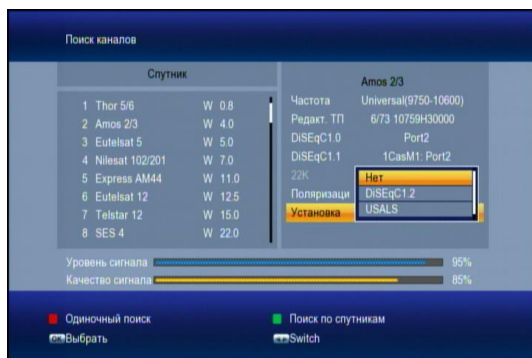 Поиск каналов
Спутник
1 Thor 5/6 W 0.8
2 Amos 2/3 W 4.0
3 Eutelsat 5 W 5.0
4 Nilesat 102/201 W 7.0
5 Express AM44 W 11.0
6 Eutelsat 12 W 12.5
7 Telstar 12 W 15.0
8 SES 4 W 22.0
Amos 2/3
Частота Universal(9750-10600)
Редакт. ТП 6/73 10759H30000
DiSEqC1.0 Port2
DiSEqC1.1 1CasM1: Port2
22K
Поляризаци
Установка
Нет
DiSEqC1.2
USALS
Уровень сигнала 95%
Качество сигнала 85%
Одиночный поиск
Поиск по спутникам
OK Выбрать
Switch